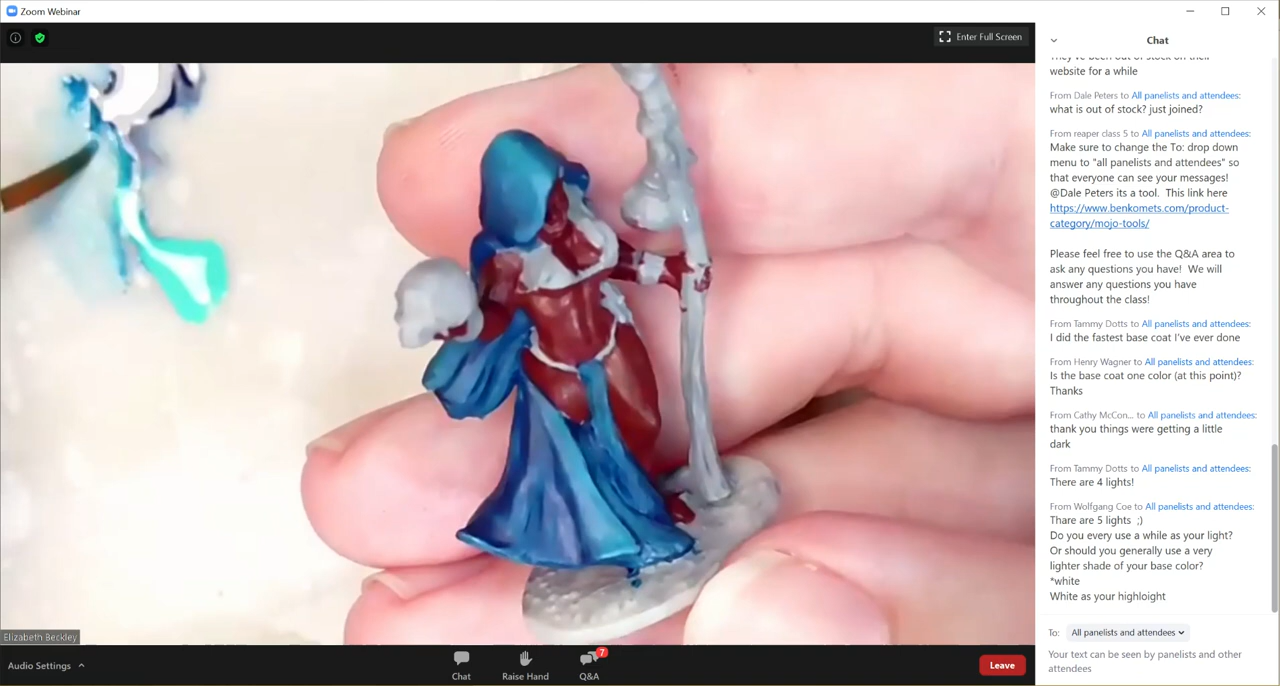 Zoom Webinar
Enter Full Screen
Elizabeth Beckley
Audio Settings
Chat
Raise Hand
7
Q&A
Leave
Chat
They've been out of stock on their
website for a while
From Dale Peters to All panelists and attendees:
what is out of stock? just joined?
From reaper class 5 to All panelists and attendees:
Make sure to change the To: drop down
menu to "all panelists and attendees" so
that everyone can see your messages!
@Dale Peters its a tool. This link here
https://www.benkomets.com/product-
category/mojo-tools/
Please feel free to use the Q&A area to
ask any questions you have! We will
answer any questions you have
throughout the class!
From Tammy Dotts to All panelists and attendees:
I did the fastest base coat I've ever done
From Henry Wagner to All panelists and attendees:
Is the base coat one color (at this point)?
Thanks
From Cathy McCon... to All panelists and attendees:
thank you things were getting a little
dark
From Tammy Dotts to All panelists and attendees:
There are 4 lights!
From Wolfgang Coe to All panelists and attendees:
Thare are 5 lights ;)
Do you every use a while as your light?
Or should you generally use a very
lighter shade of your base color?
*white
White as your highloight
To: All panelists and attendees
Your text can be seen by panelists and other
attendees